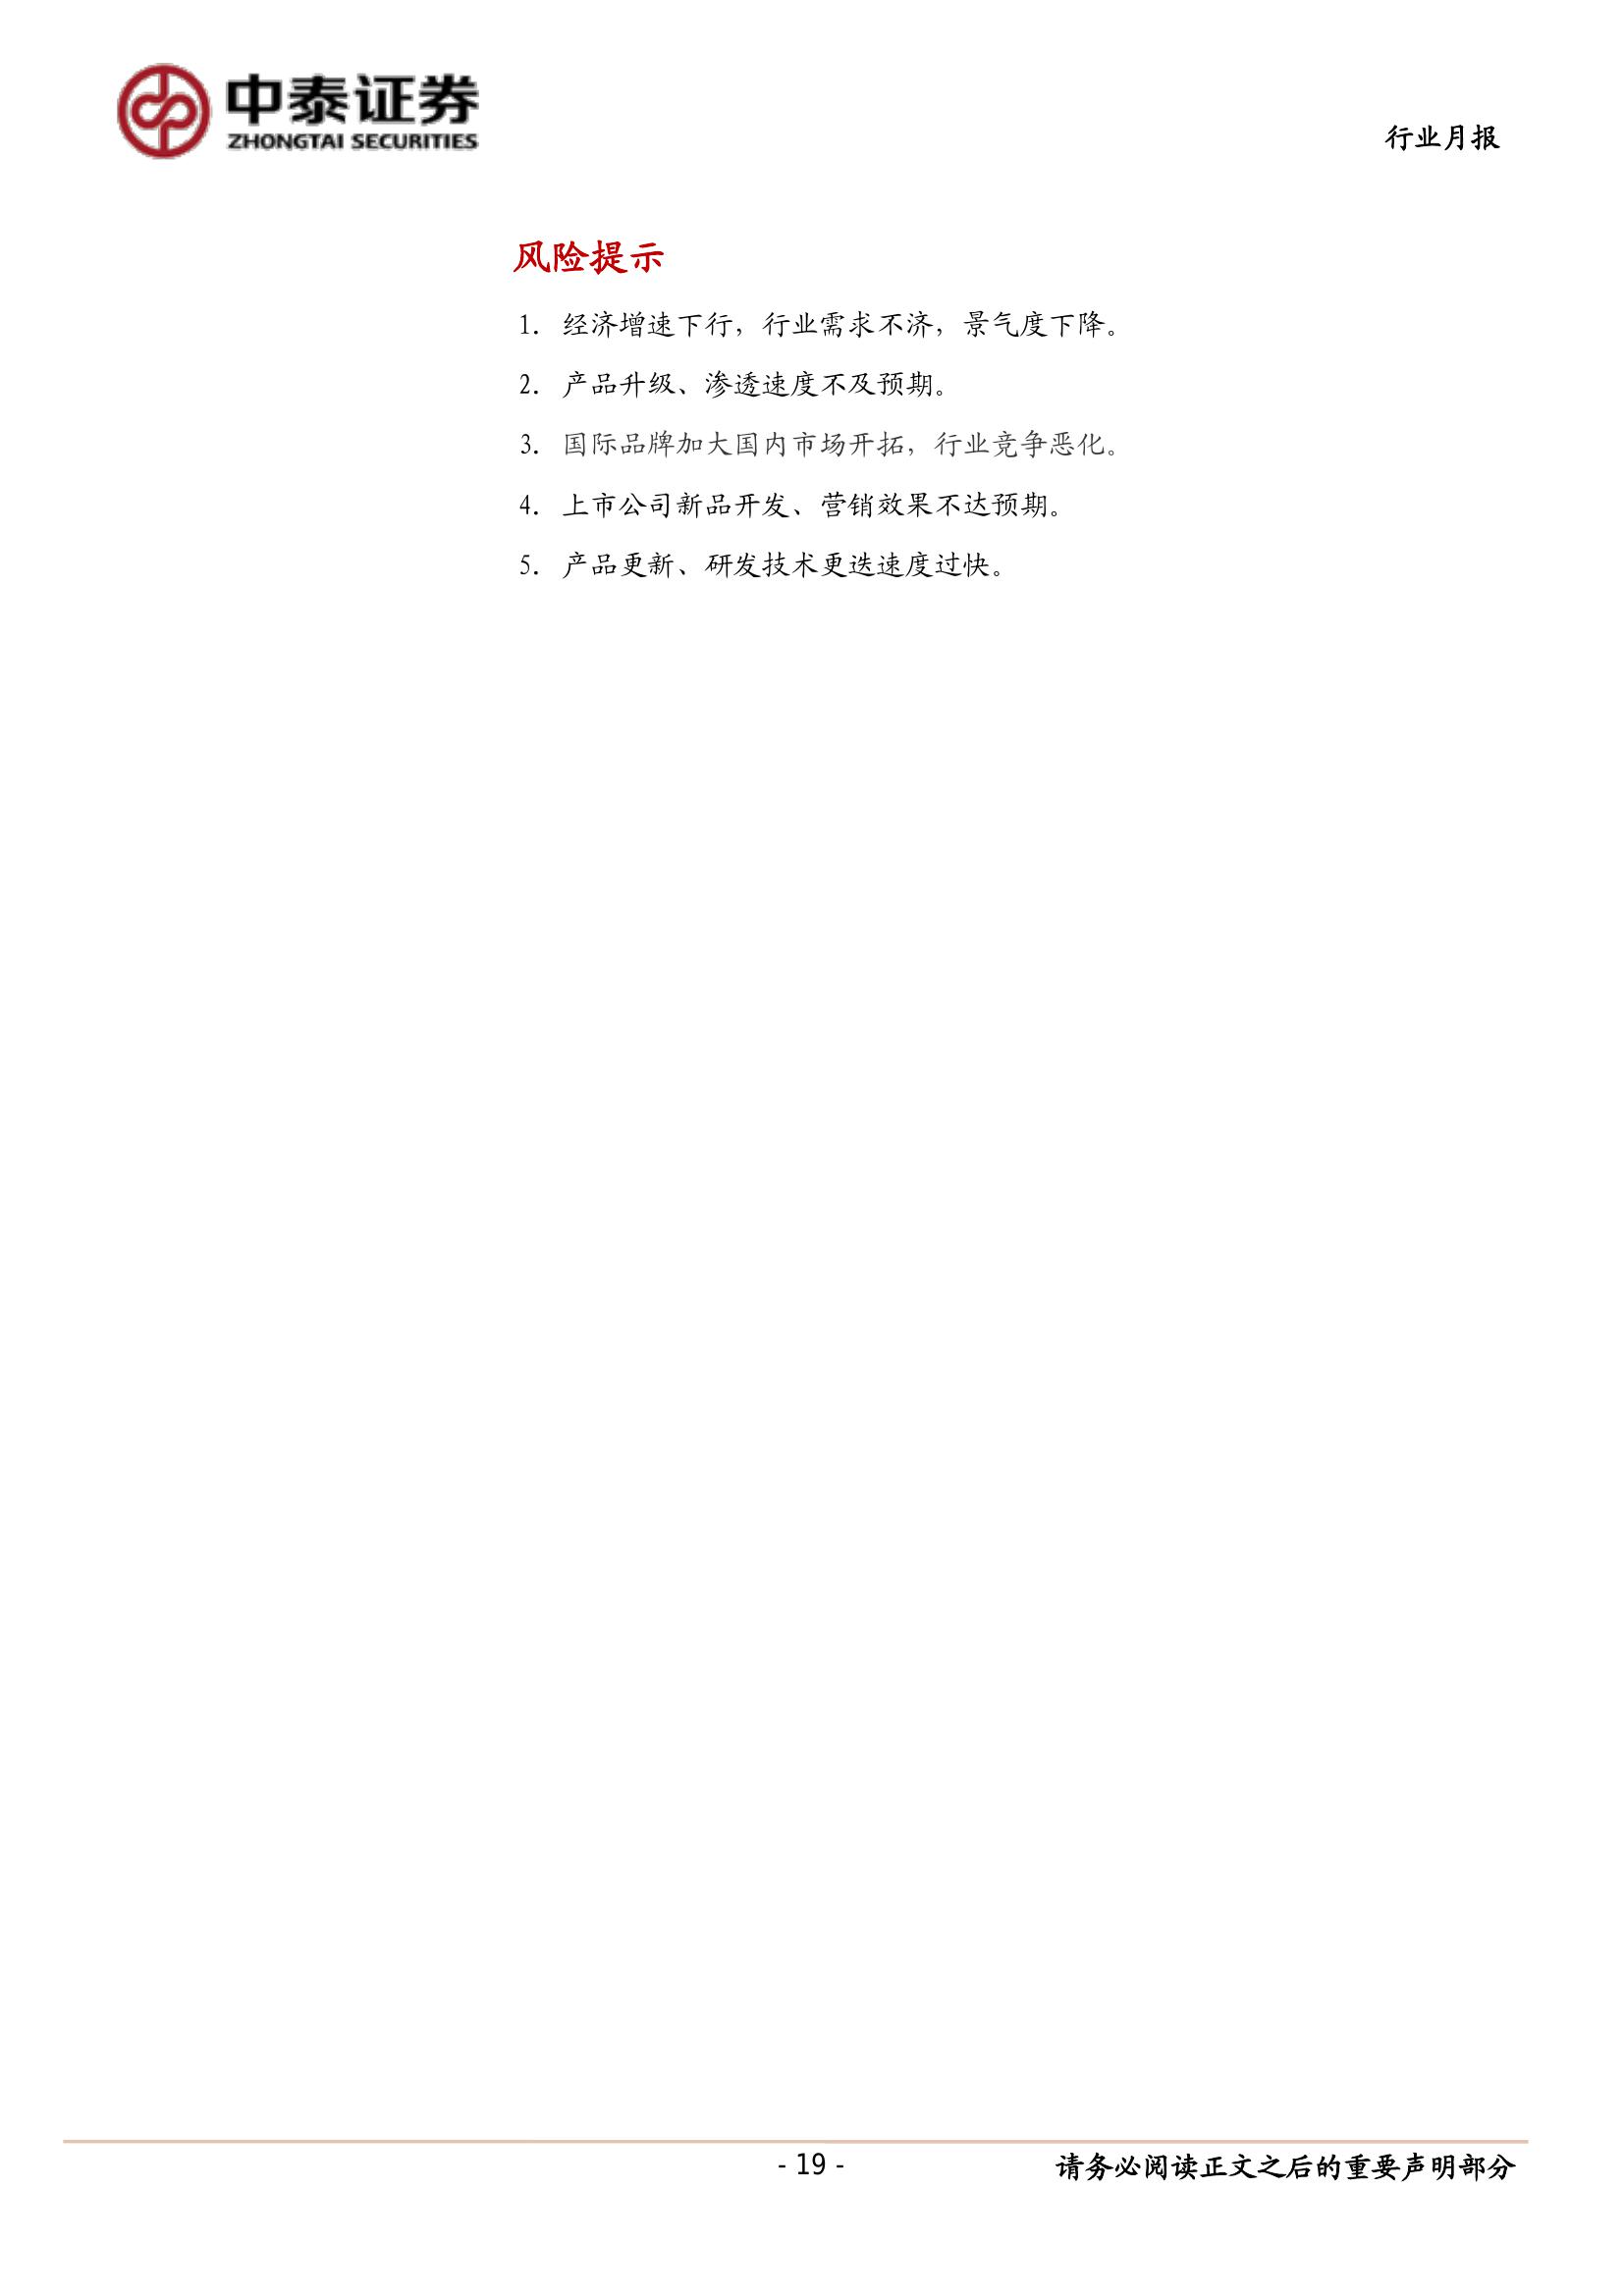 中泰证券
ZHONGTAI SECURITIES
行业月报
风险提示
1. 经济增速下行，行业需求不济，景气度下降。
2. 产品升级、渗透速度不及预期。
3. 国际品牌加大国内市场开拓，行业竞争恶化。
4. 上市公司新品开发、营销效果不达预期。
5. 产品更新、研发技术更迭速度过快。
- 19 -
请务必阅读正文之后的重要声明部分